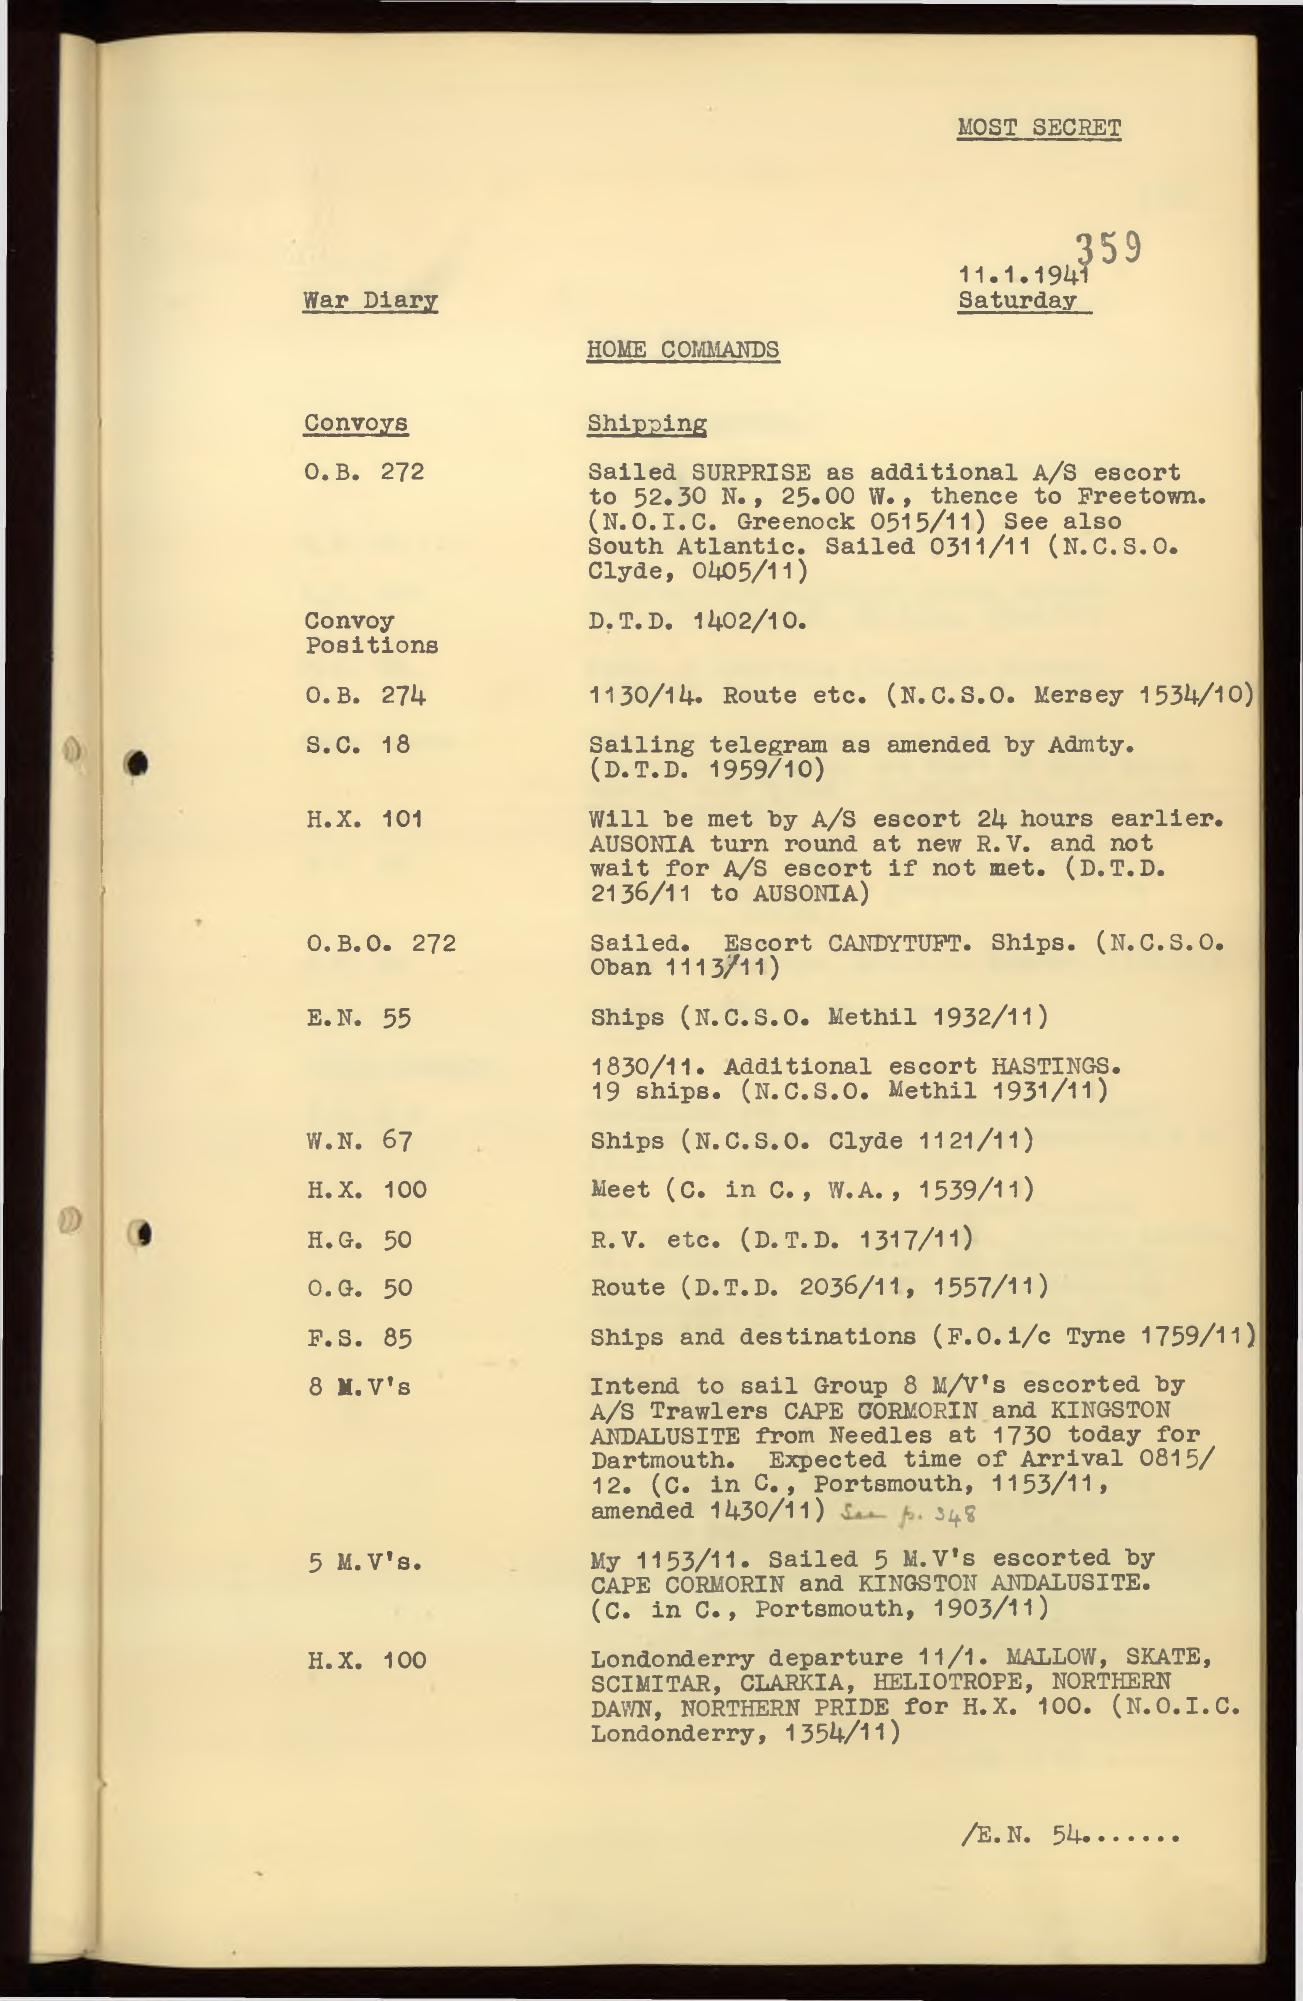 MOST SECRET
359
11.1.1941
War Diary
Saturday
HOME COMMANDS
Convoys
Shipping
O.B. 272
Sailed SURPRISE as additional A/S escort
to 52.30 N., 25.00 W., thence to Freetown.
(N.O.I.C. Greenock 0515/11) See also
South Atlantic. Sailed 0311/11 (N.C.S.O.
Clyde, 0405/11)
Convoy
Positions
D.T.D. 1402/10.
O.B. 274
1130/14. Route etc. (N.C.S.O. Mersey 1534/10)
S.C. 18
Sailing telegram as amended by Admty.
(D.T.D. 1959/10)
H.X. 101
Will be met by A/S escort 24 hours earlier.
AUSONIA turn round at new R.V. and not
wait for A/S escort if not met. (D.T.D.
2136/11 to AUSONIA)
O.B.O. 272
Sailed. Escort CANDYTUFT. Ships. (N.C.S.O.
Oban 1113/11)
E.N. 55
Ships (N.C.S.O. Methil 1932/11)
1830/11. Additional escort HASTINGS.
19 ships. (N.C.S.O. Methil 1931/11)
W.N. 67
Ships (N.C.S.O. Clyde 1121/11)
H.X. 100
Meet (C. in C., W.A., 1539/11)
H.G. 50
R.V. etc. (D.T.D. 1317/11)
O.G. 50
Route (D.T.D. 2036/11, 1557/11)
F.S. 85
Ships and destinations (F.O.i/c Tyne 1759/11)
8 M.V's
Intend to sail Group 8 M/V's escorted by
A/S Trawlers CAPE CORMORIN and KINGSTON
ANDALUSITE from Needles at 1730 today for
Dartmouth. Expected time of Arrival 0815/
12. (C. in C., Portsmouth, 1153/11,
amended 1430/11) See p. 348
5 M.V's.
My 1153/11. Sailed 5 M.V's escorted by
CAPE CORMORIN and KINGSTON ANDALUSITE.
(C. in C., Portsmouth, 1903/11)
H.X. 100
Londonderry departure 11/1. MALLOW, SKATE,
SCIMITAR, CLARKIA, HELIOTROPE, NORTHERN
DAWN, NORTHERN PRIDE for H.X. 100. (N.O.I.C.
Londonderry, 1354/11)
/E.N. 54.......